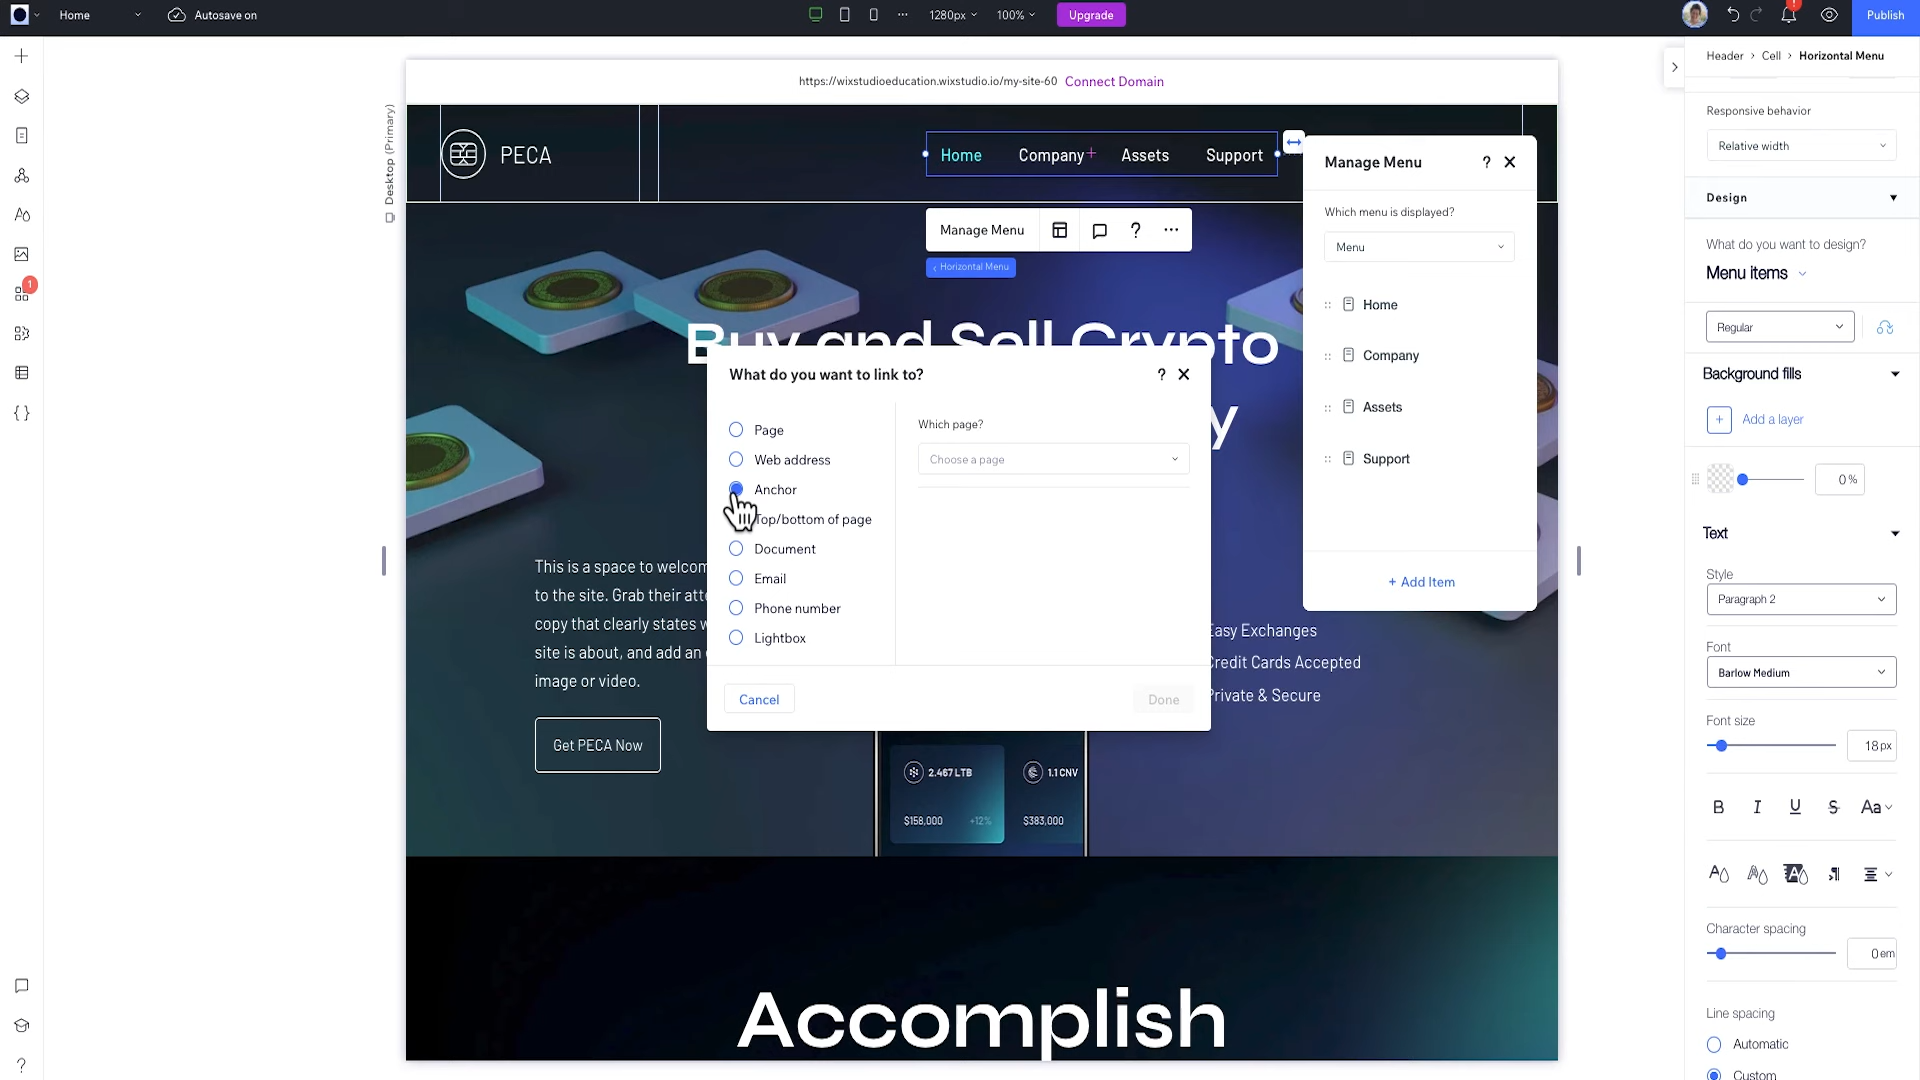 Home
Autosave on
1280px
100%
Upgrade
!
Publish
Header > Cell > Horizontal Menu
https://wixstudioeducation.wixstudio.io/my-site-60 Connect Domain
Desktop (Primary)
PECA
Home
Company
Assets
Support
Manage Menu
?
‹ Horizontal Menu
Manage Menu
?
Which menu is displayed?
Menu
Home
Company
Assets
Support
+ Add Item
Buy and Sell Crypto
y
What do you want to link to?
?
Page
Web address
Anchor
Top/bottom of page
Document
Email
Phone number
Lightbox
Which page?
Choose a page
Cancel
Done
This is a space to welcom
to the site. Grab their atte
copy that clearly states w
site is about, and add an
image or video.
Get PECA Now
Easy Exchanges
Credit Cards Accepted
Private & Secure
2.467 LTB
$158,000
+12%
1.1 CNV
$383,000
Accomplish
1
?
Responsive behavior
Relative width
Design
What do you want to design?
Menu items
Regular
Background fills
+ Add a layer
0 %
Text
Style
Paragraph 2
Font
Barlow Medium
Font size
18 px
B I U S Aa
Character spacing
0 em
Line spacing
Automatic
Custom